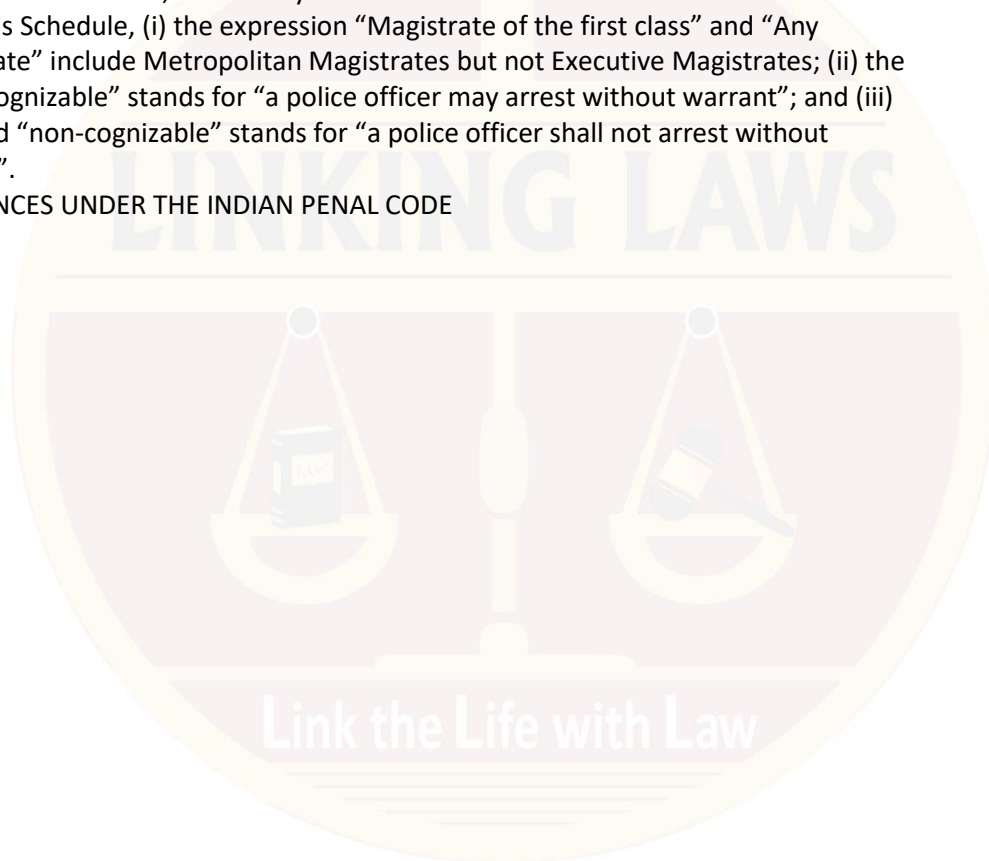 s Schedule, (i) the expression “Magistrate of the first class” and “Any
ate” include Metropolitan Magistrates but not Executive Magistrates; (ii) the
ognizable” stands for “a police officer may arrest without warrant”; and (iii)
d “non-cognizable” stands for “a police officer shall not arrest without
”.
NCES UNDER THE INDIAN PENAL CODE
LINKING LAWS
LAW
Link the Life with Law